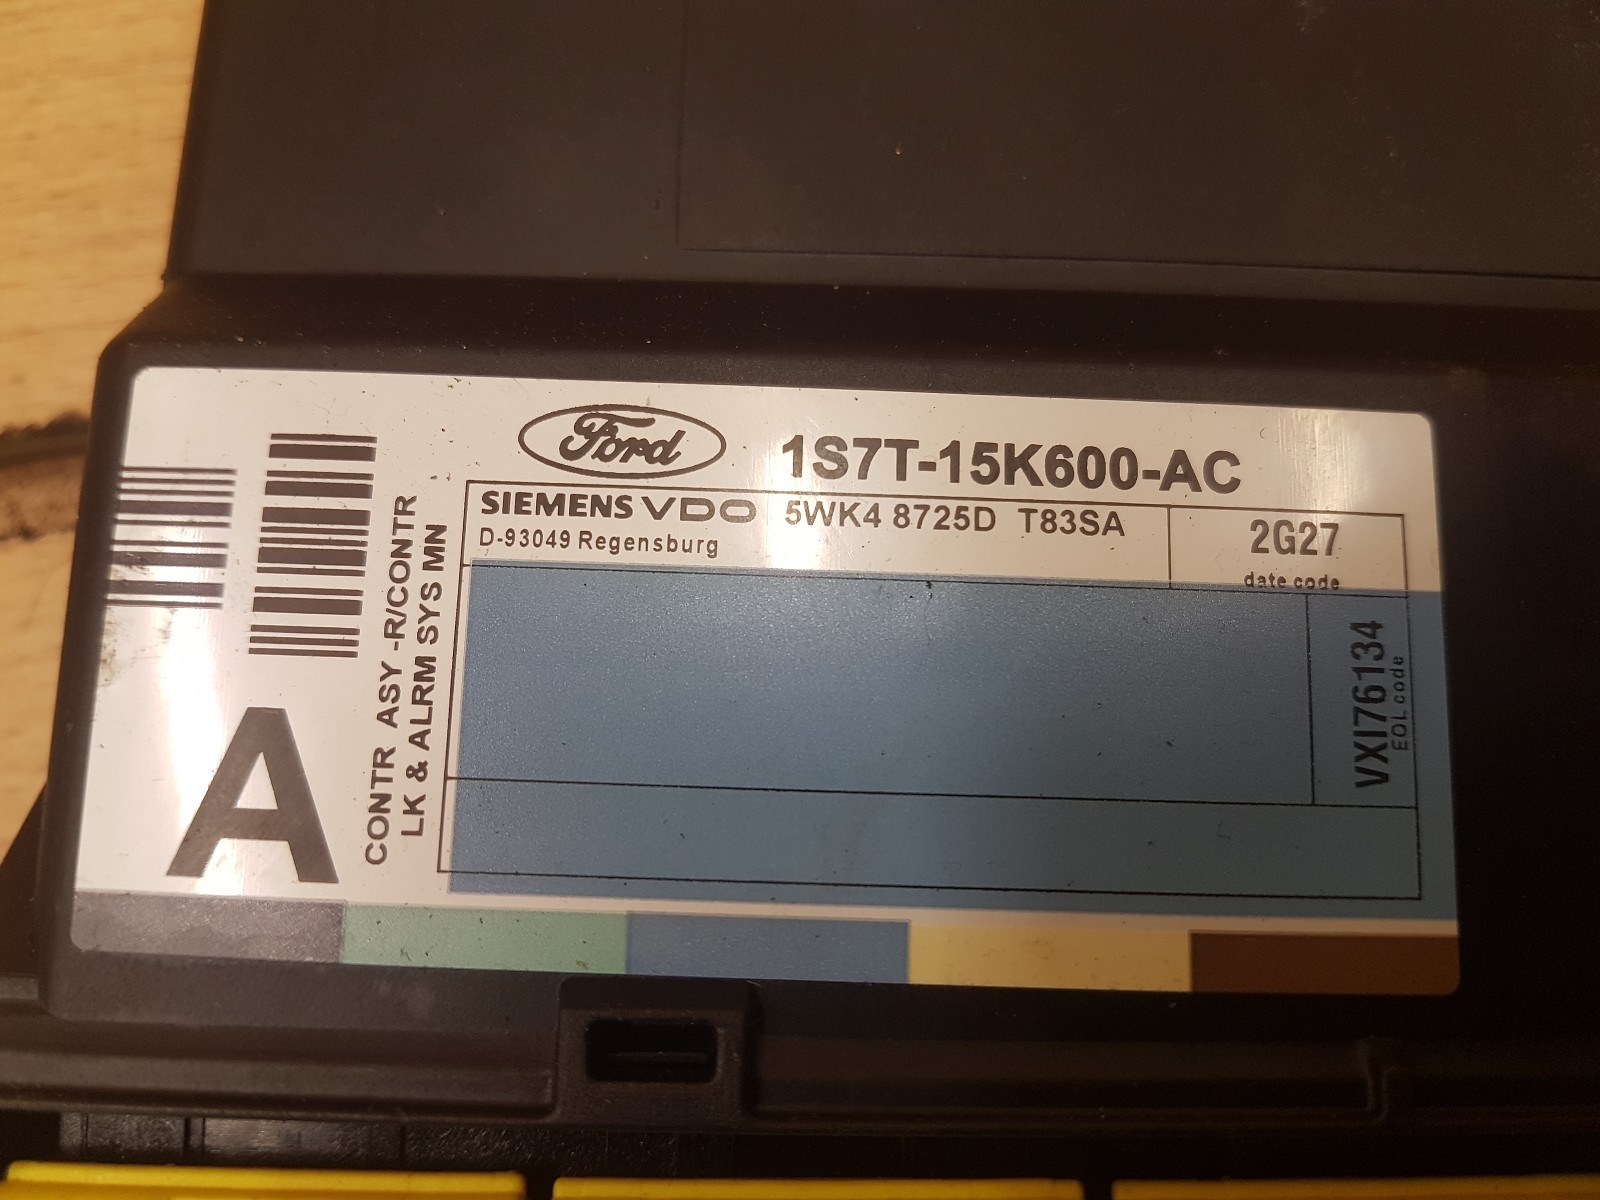 Ford
1S7T-15K600-AC
SIEMENS VDO
D-93049 Regensburg
5WK4 8725D T83SA
2G27
date code
VXI76134
EOL code
CONTR ASY -R/CONTR
LK & ALRM SYS MN
A